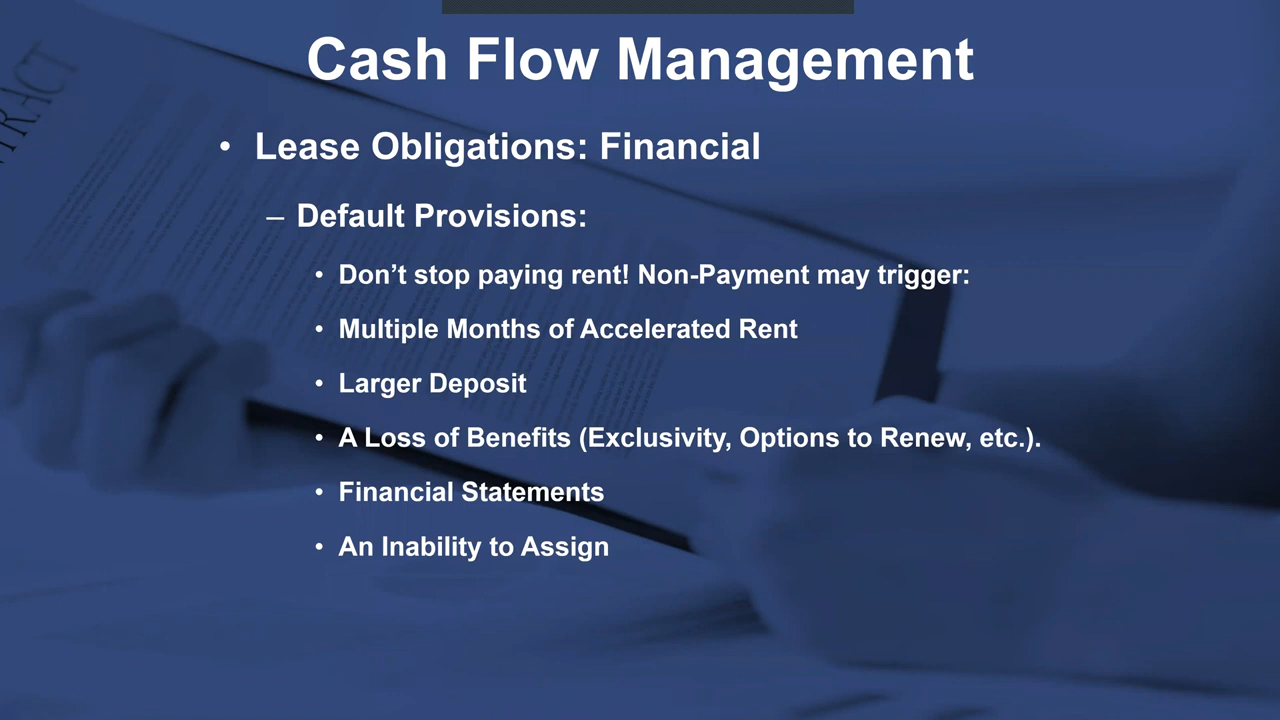 Cash Flow Management
• Lease Obligations: Financial
– Default Provisions:
• Don’t stop paying rent! Non-Payment may trigger:
• Multiple Months of Accelerated Rent
• Larger Deposit
• A Loss of Benefits (Exclusivity, Options to Renew, etc.).
• Financial Statements
• An Inability to Assign